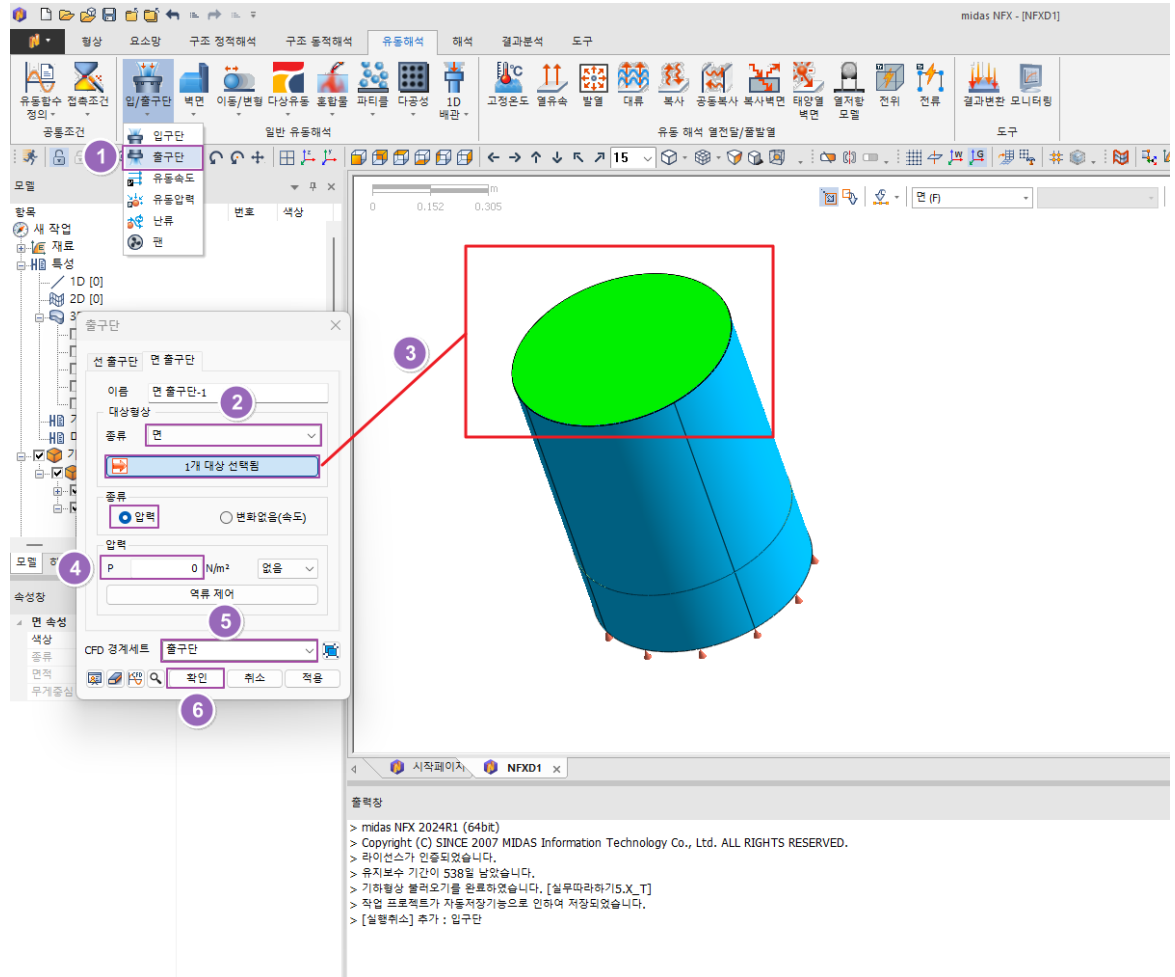 midas NFX - [NFXD1]
형상 요소망 구조 정적해석 구조 동적해석 유동해석 해석 결과분석 도구
유동함수 정의 접촉조건 입/출구단 벽면 이동/변형 다상유동 혼합물 파티클 다공성 1D 배관 고정온도 열유속 발열 대류 복사 공동복사 복사벽면 태양열 벽면 열저항 모델 전위 전류 결과변환 모니터링
공통조건 일반 유동해석 유동 해석 열전달/줄발열 도구
1
입구단
출구단
유동속도
유동압력
난류
팬
15
모델
항목 번호 색상
새 작업
재료
특성
1D [0]
2D [0]
출구단
선 출구단 면 출구단
이름 면 출구단-1
2
대상형상
종류 면
1개 대상 선택됨
종류
압력 변화없음(속도)
압력
4
P 0 N/m² 없음
역류 제어
5
CFD 경계세트 출구단
확인 취소 적용
6
모델
속성창
면 속성
색상
종류
면적
무게중심
m
0 0.152 0.305
면 (F)
3
시작페이지 NFXD1
출력창
> midas NFX 2024R1 (64bit)
> Copyright (C) SINCE 2007 MIDAS Information Technology Co., Ltd. ALL RIGHTS RESERVED.
> 라이선스가 인증되었습니다.
> 유지보수 기간이 538일 남았습니다.
> 기하형상 불러오기를 완료하였습니다. [실무따라하기5.X_T]
> 작업 프로젝트가 자동저장기능으로 인하여 저장되었습니다.
> [실행취소] 추가 : 입구단